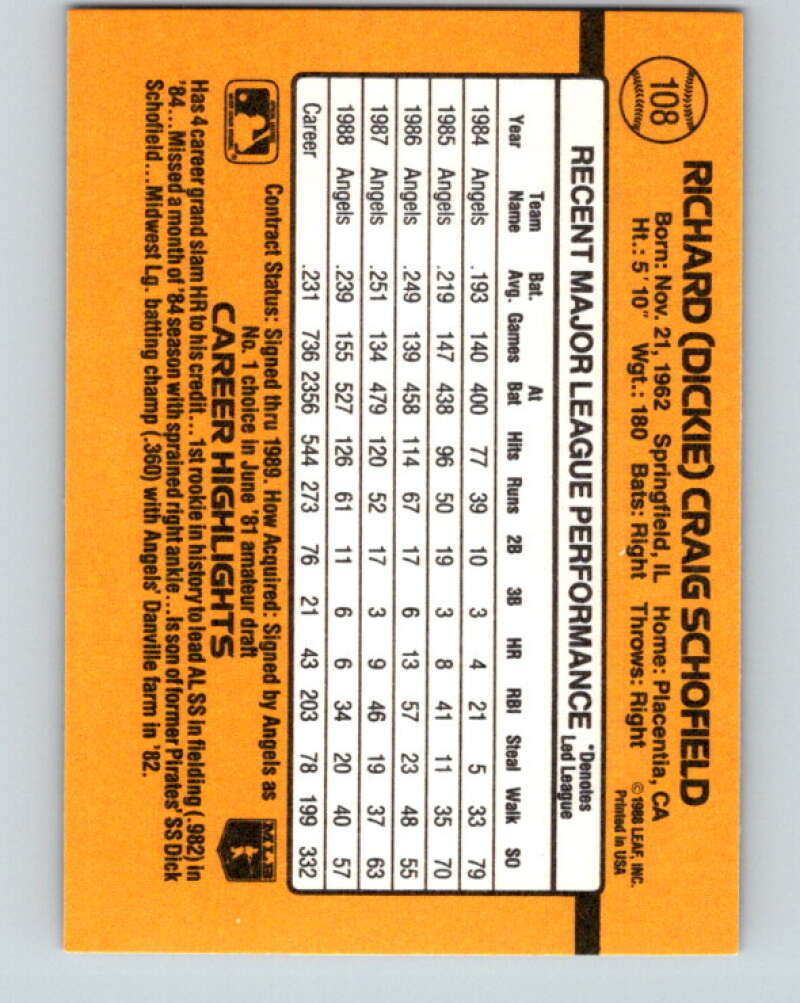 108
RICHARD (DICKIE) CRAIG SCHOFIELD
Born: Nov. 21, 1962 Springfield, IL Home: Placentia, CA
Ht.: 5'10" Wgt.: 180 Bats: Right Throws: Right
© 1988 LEAF, INC.
Printed in USA
RECENT MAJOR LEAGUE PERFORMANCE *Denotes Led League
Year Team Name Bat. Avg. Games At Bat Hits Runs 2B 3B HR RBI Steal Walk SO
1984 Angels .193 140 400 77 39 10 3 4 21 5 33 79
1985 Angels .219 147 438 96 50 19 3 8 41 11 35 70
1986 Angels .249 139 458 114 67 17 6 13 57 23 48 55
1987 Angels .251 134 479 120 52 17 3 9 46 19 37 63
1988 Angels .239 155 527 126 61 11 6 6 34 20 40 57
Career .231 736 2356 544 273 76 21 43 203 78 199 332
Contract Status: Signed thru 1989. How Acquired: Signed by Angels as
No. 1 choice in June '81 amateur draft
MLB
CAREER HIGHLIGHTS
Has 4 career grand slam HR to his credit... 1st rookie in history to lead AL SS in fielding (.982) in
'84... Missed a month of '84 season with sprained right ankle... Is son of former Pirates' SS Dick
Schofield... Midwest Lg. batting champ (.360) with Angels' Danville farm in '82.